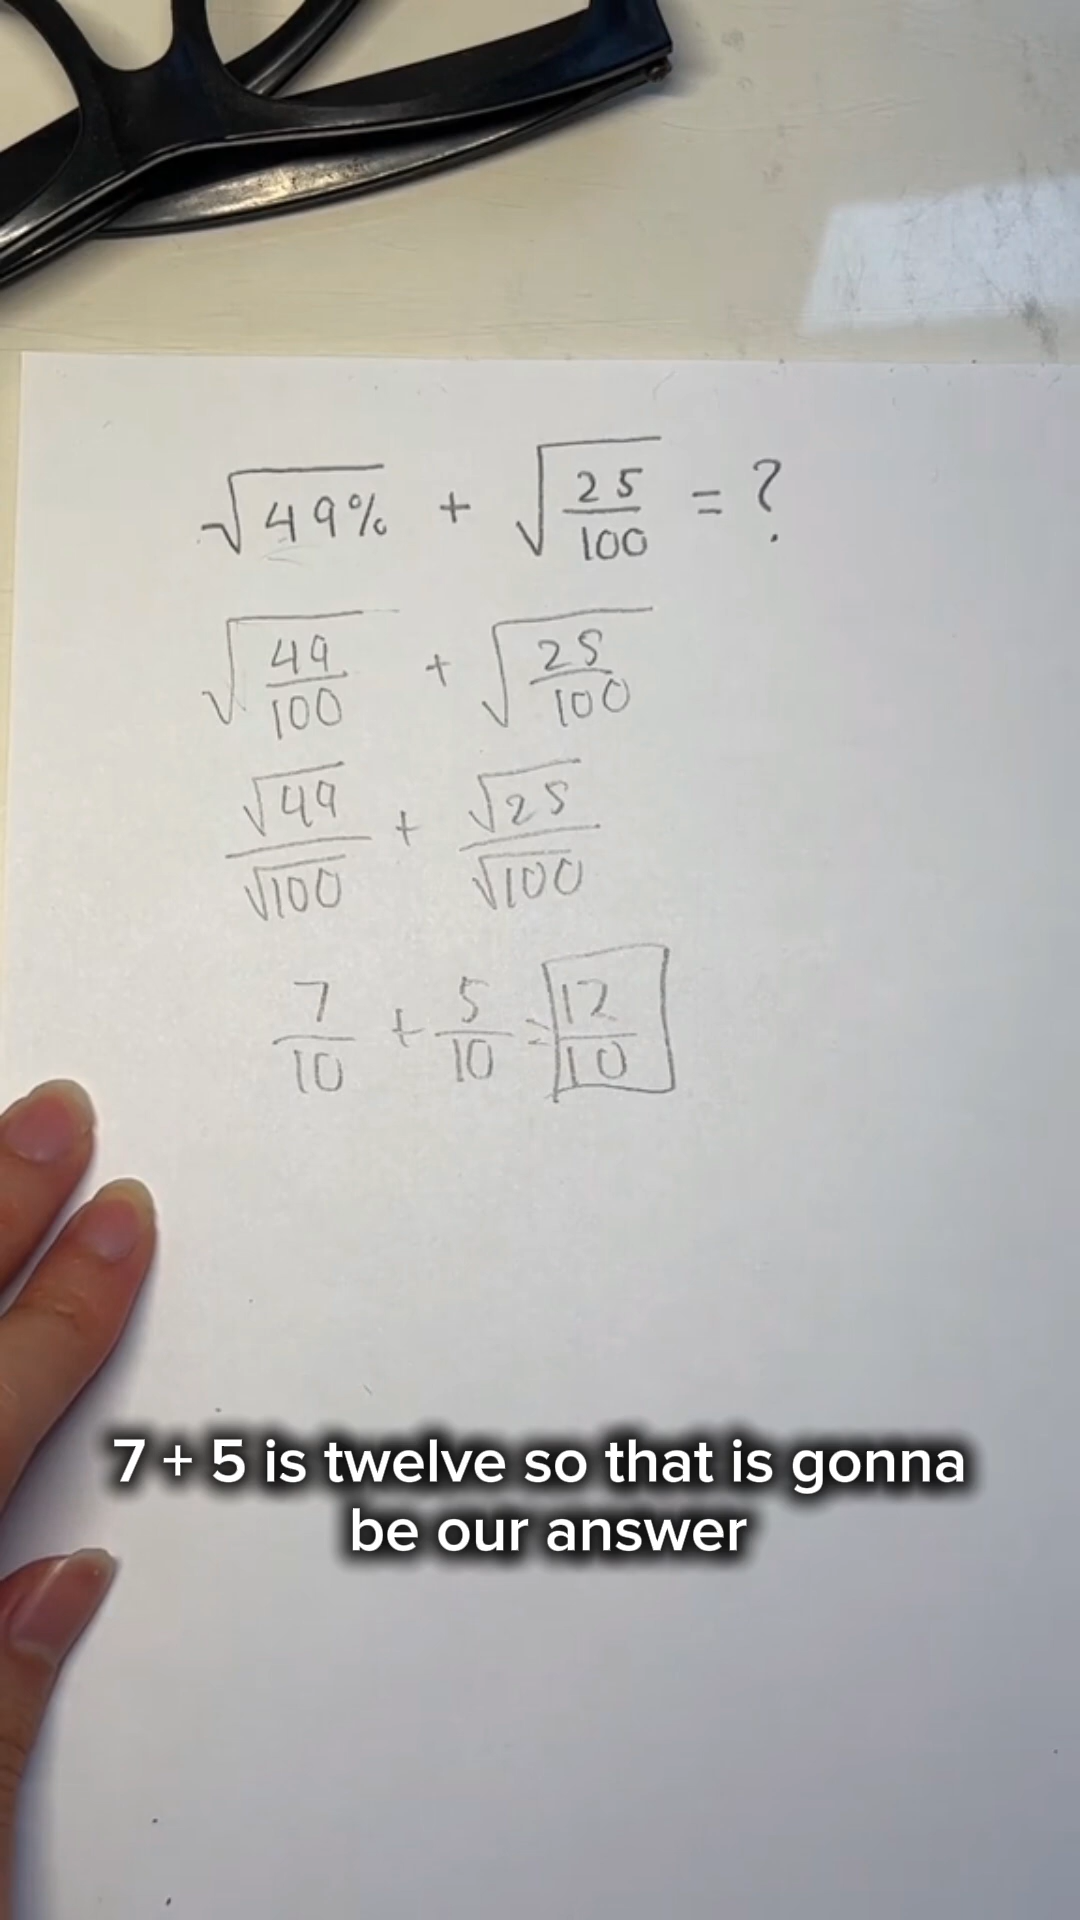 √49% + √25/100 = ?
√49/100 + √25/100
√49/√100 + √25/√100
7/10 + 5/10 = 12/10
7 + 5 is twelve so that is gonna
be our answer